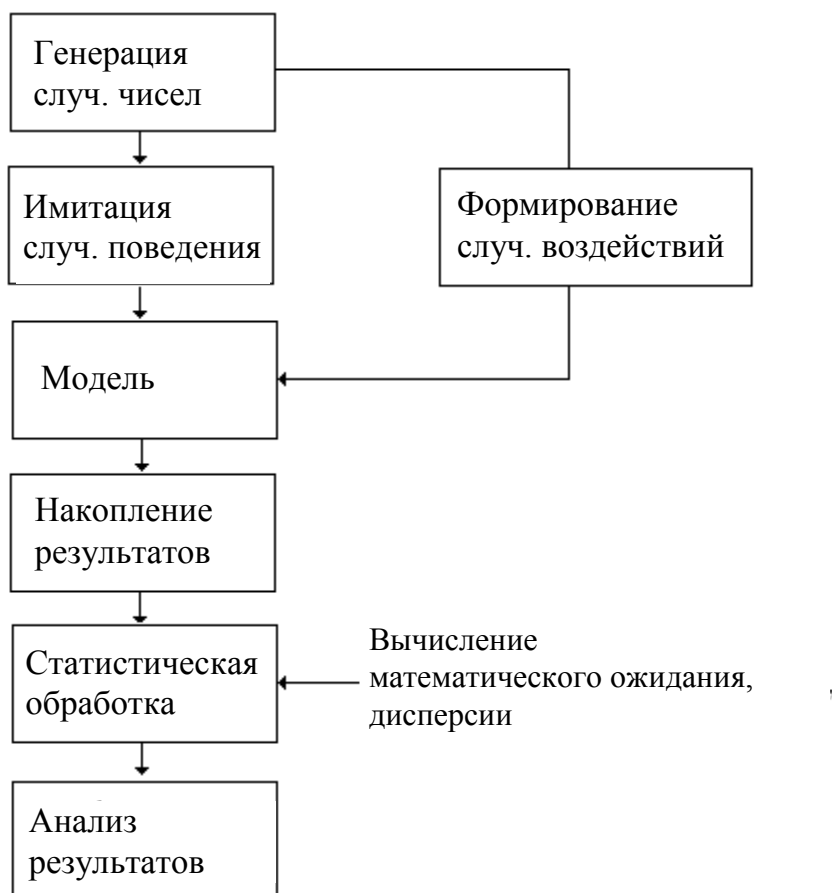 Генерация
случ. чисел
Имитация
случ. поведения
Формирование
случ. воздействий
Модель
Накопление
результатов
Статистическая
обработка
Вычисление
математического ожидания,
дисперсии
Анализ
результатов